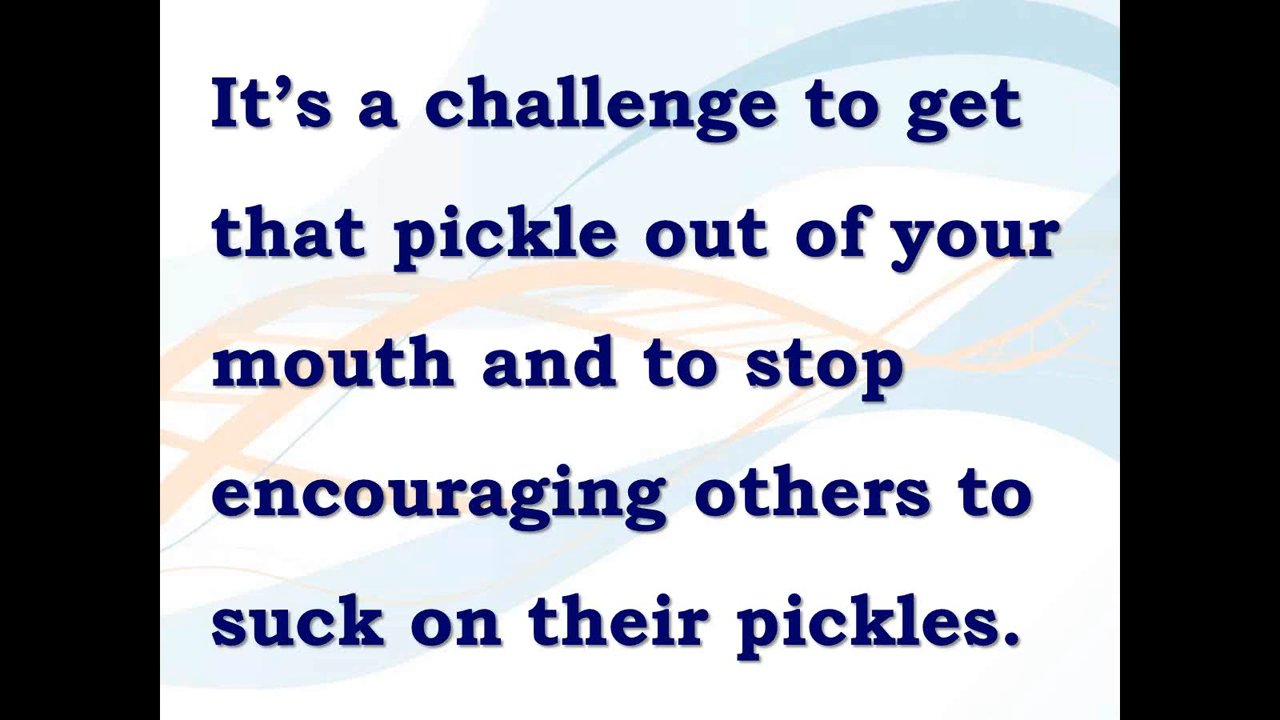 It’s a challenge to get
that pickle out of your
mouth and to stop
encouraging others to
suck on their pickles.